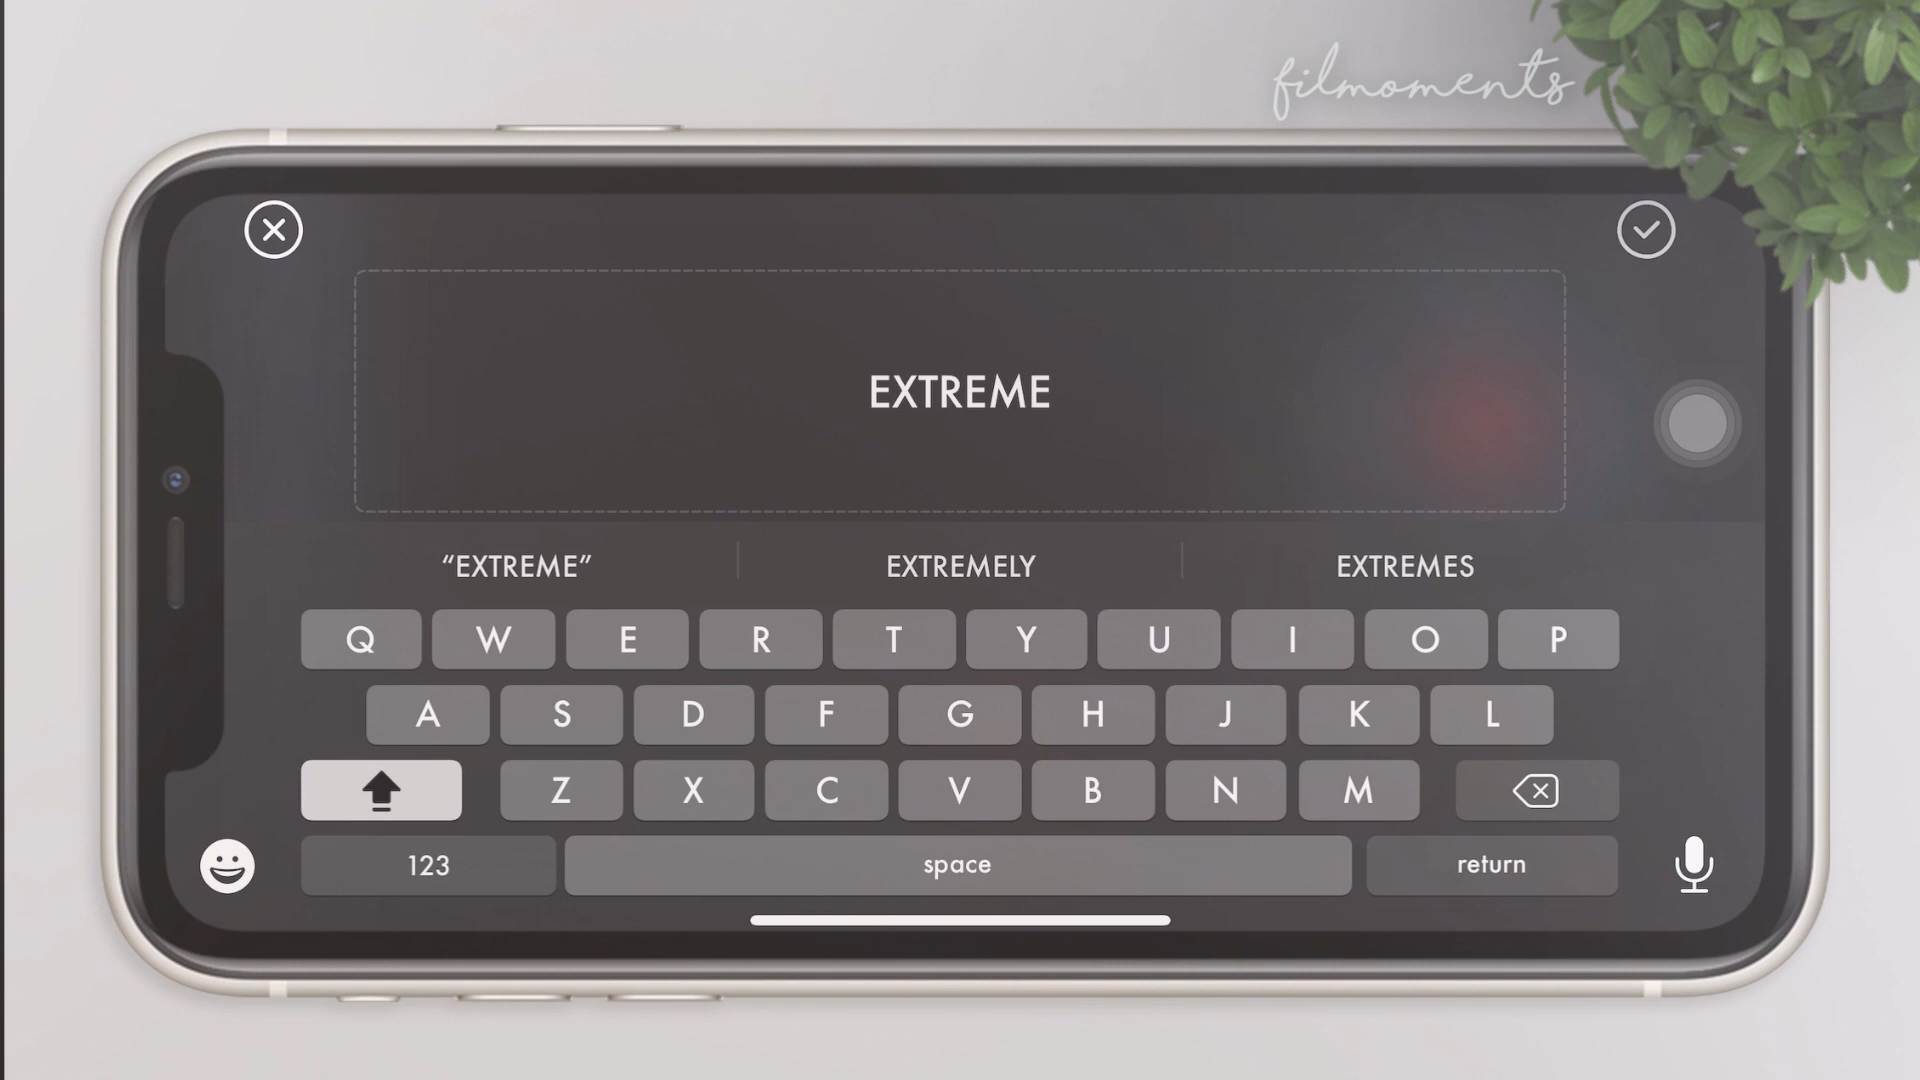 filmoments
EXTREME
“EXTREME” EXTREMELY EXTREMES
Q W E R T Y U I O P
A S D F G H J K L
Z X C V B N M
123 space return